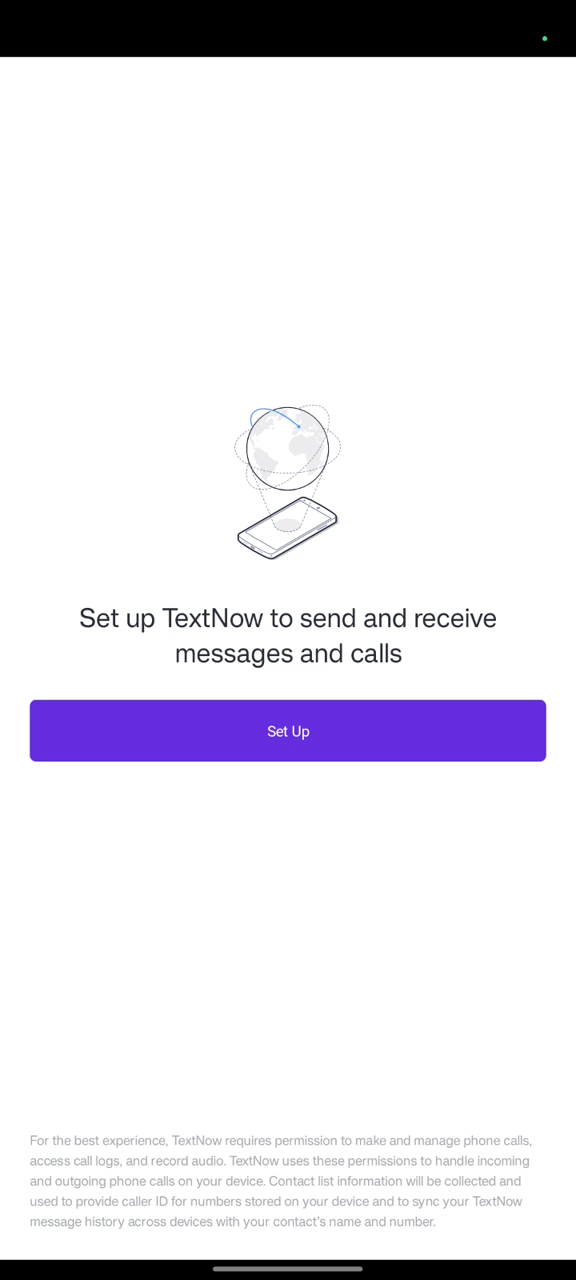 Set up TextNow to send and receive
messages and calls
Set Up
For the best experience, TextNow requires permission to make and manage phone calls,
access call logs, and record audio. TextNow uses these permissions to handle incoming
and outgoing phone calls on your device. Contact list information will be collected and
used to provide caller ID for numbers stored on your device and to sync your TextNow
message history across devices with your contact's name and number.